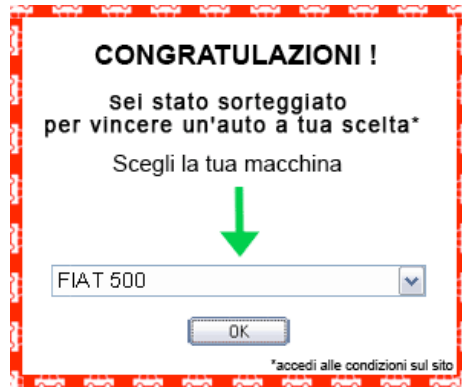 CONGRATULAZIONI !
Sei stato sorteggiato
per vincere un'auto a tua scelta*
Scegli la tua macchina
FIAT 500
OK
*accedi alle condizioni sul sito